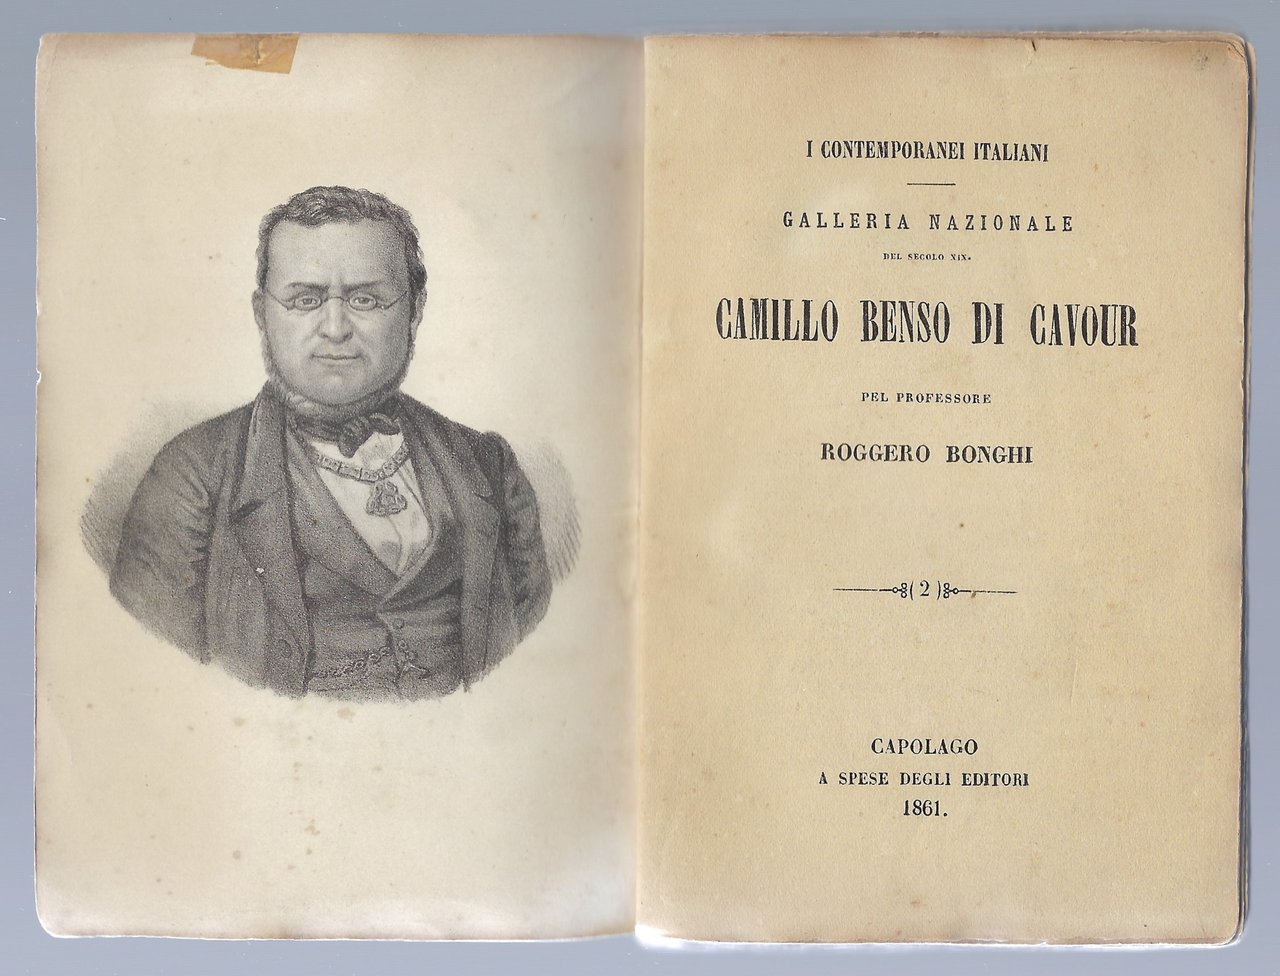 I CONTEMPORANEI ITALIANI
GALLERIA NAZIONALE
DEL SECOLO XIX.
CAMILLO BENSO DI CAVOUR
PEL PROFESSORE
ROGGERO BONGHI
( 2 )
CAPOLAGO
A SPESE DEGLI EDITORI
1861.